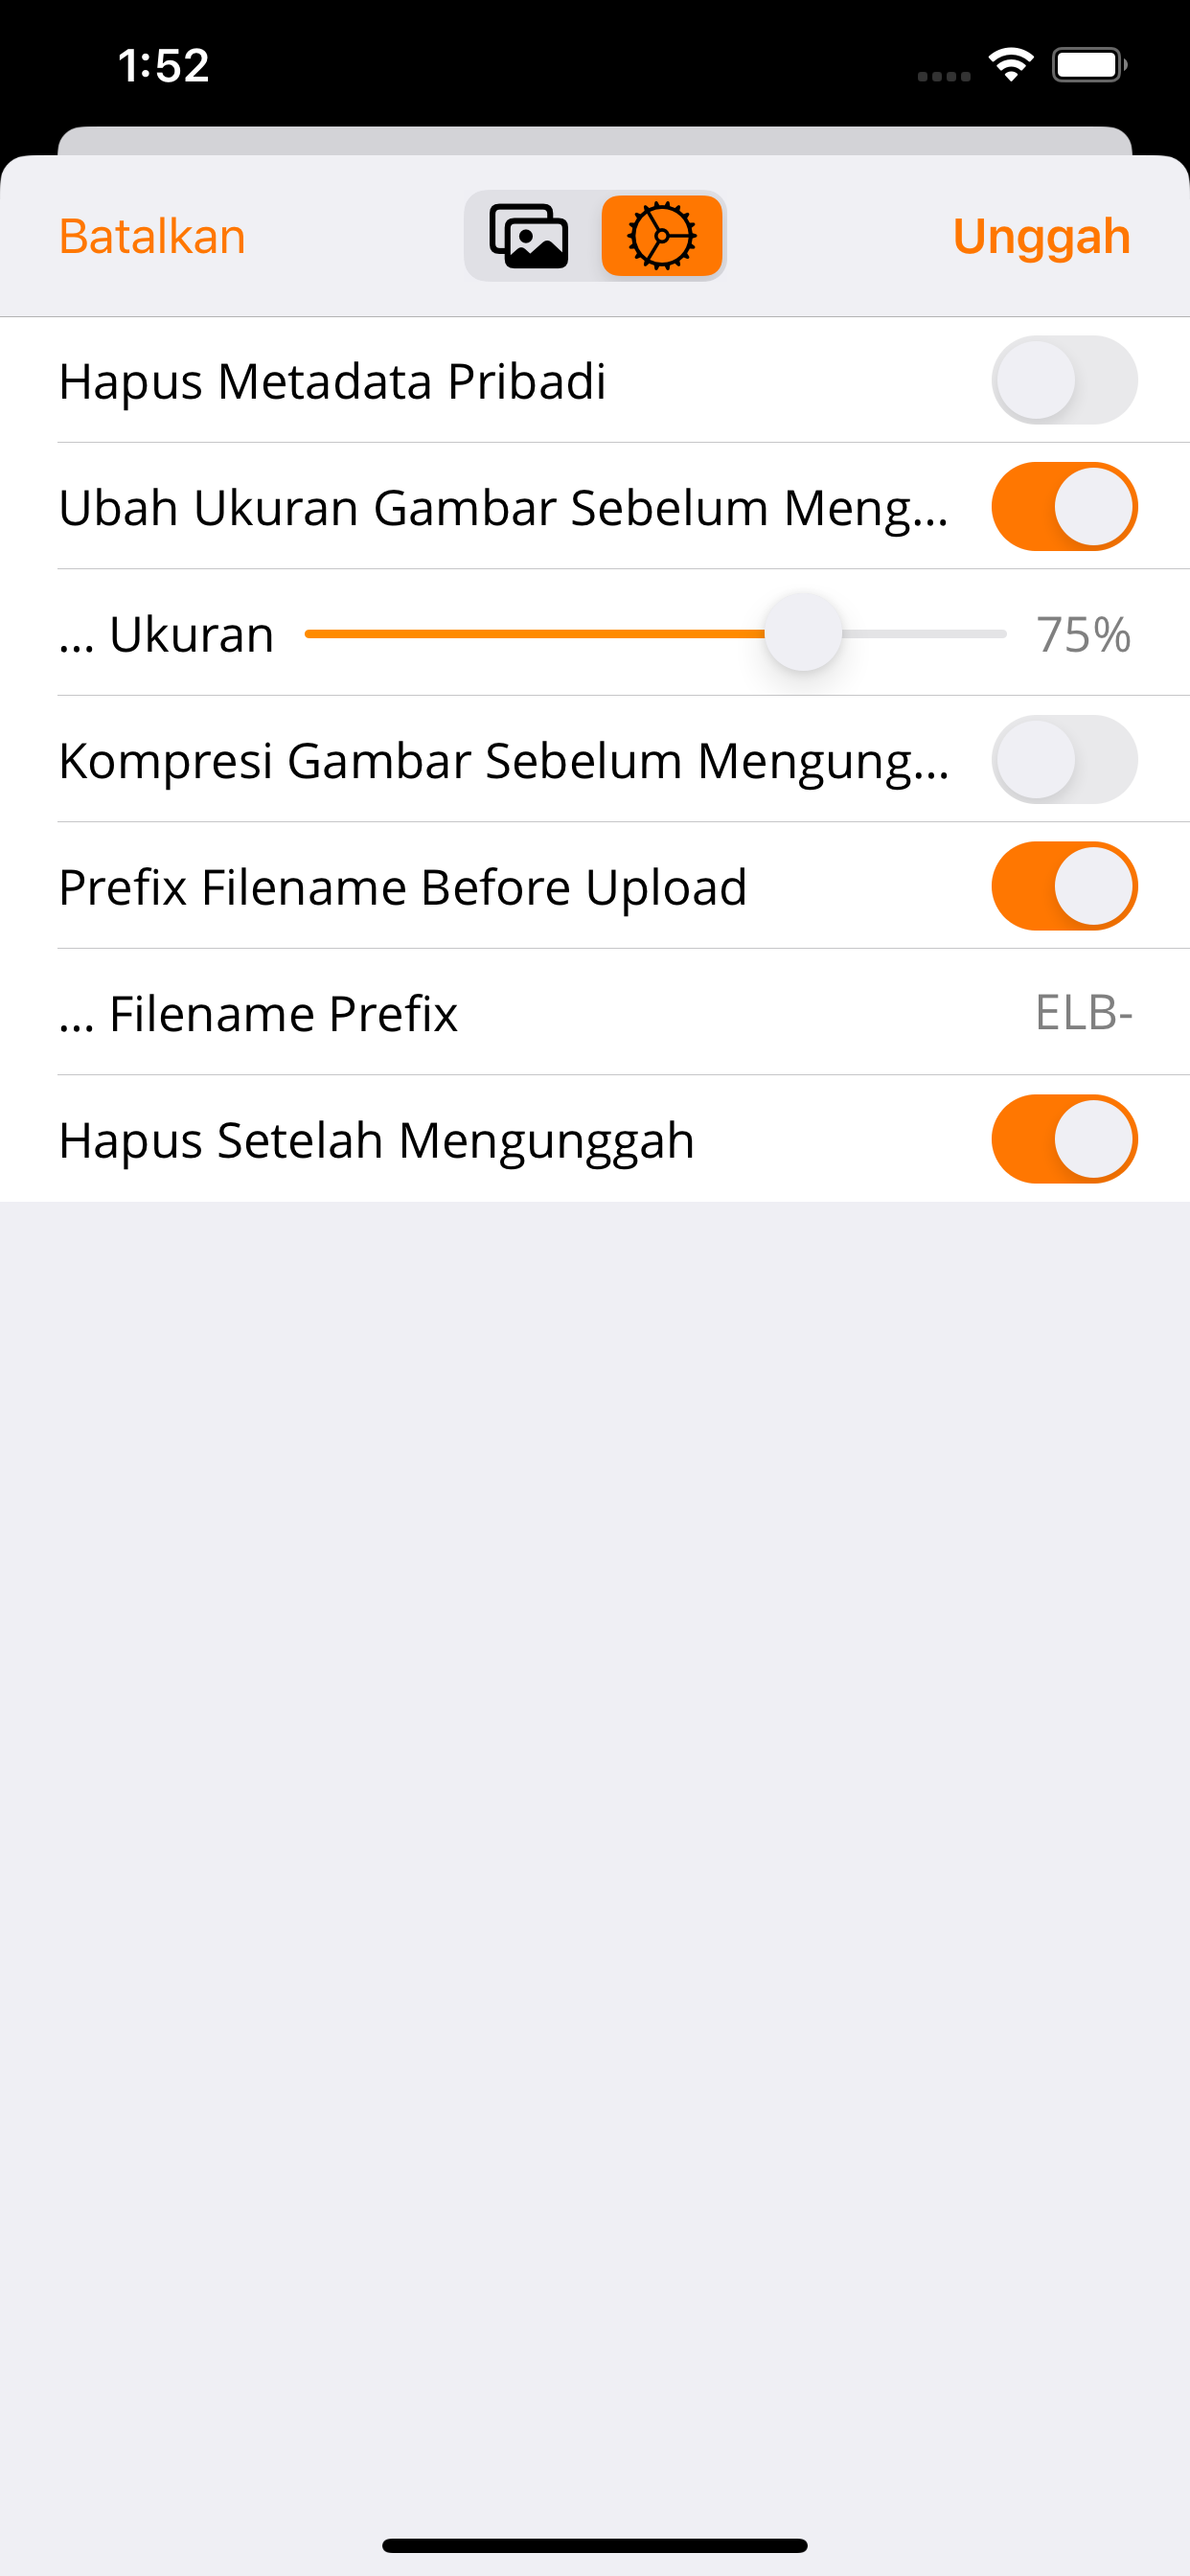 1:52
Batalkan
Unggah
Hapus Metadata Pribadi
Ubah Ukuran Gambar Sebelum Meng...
... Ukuran
75%
Kompresi Gambar Sebelum Mengung...
Prefix Filename Before Upload
... Filename Prefix
ELB-
Hapus Setelah Mengunggah